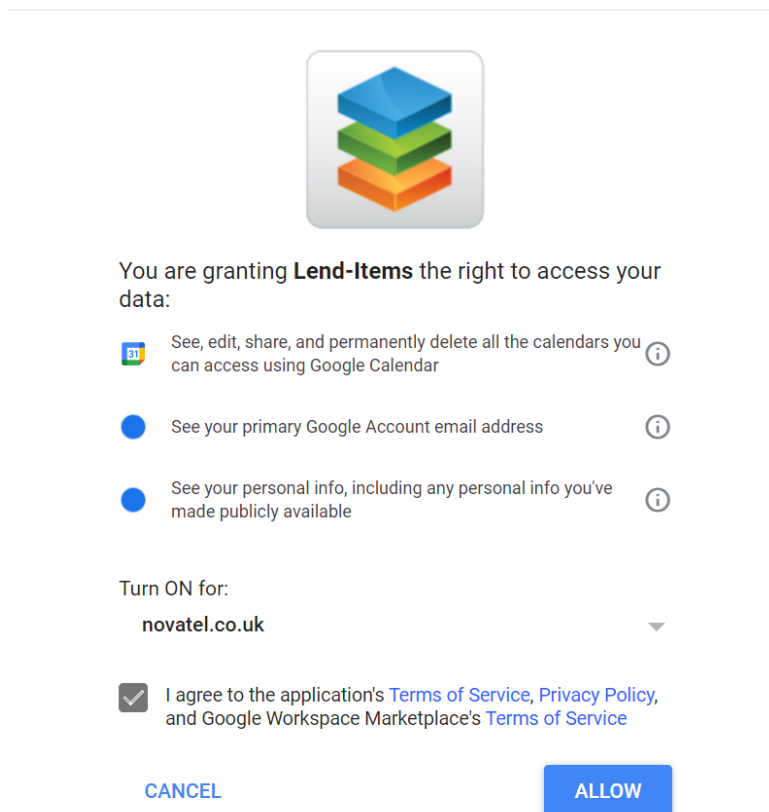 You are granting Lend-Items the right to access your
data:
31
See, edit, share, and permanently delete all the calendars you
can access using Google Calendar
See your primary Google Account email address
See your personal info, including any personal info you've
made publicly available
Turn ON for:
novatel.co.uk
I agree to the application's Terms of Service, Privacy Policy,
and Google Workspace Marketplace's Terms of Service
CANCEL ALLOW